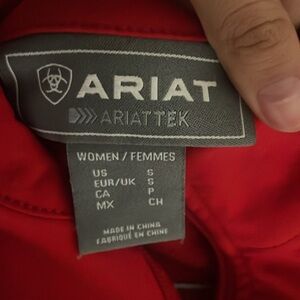 ARIAT
ARIATTEK
WOMEN / FEMMES
US S
EUR/UK S
CA P
MX CH
MADE IN CHINA
FABRIQUÉ EN CHINE